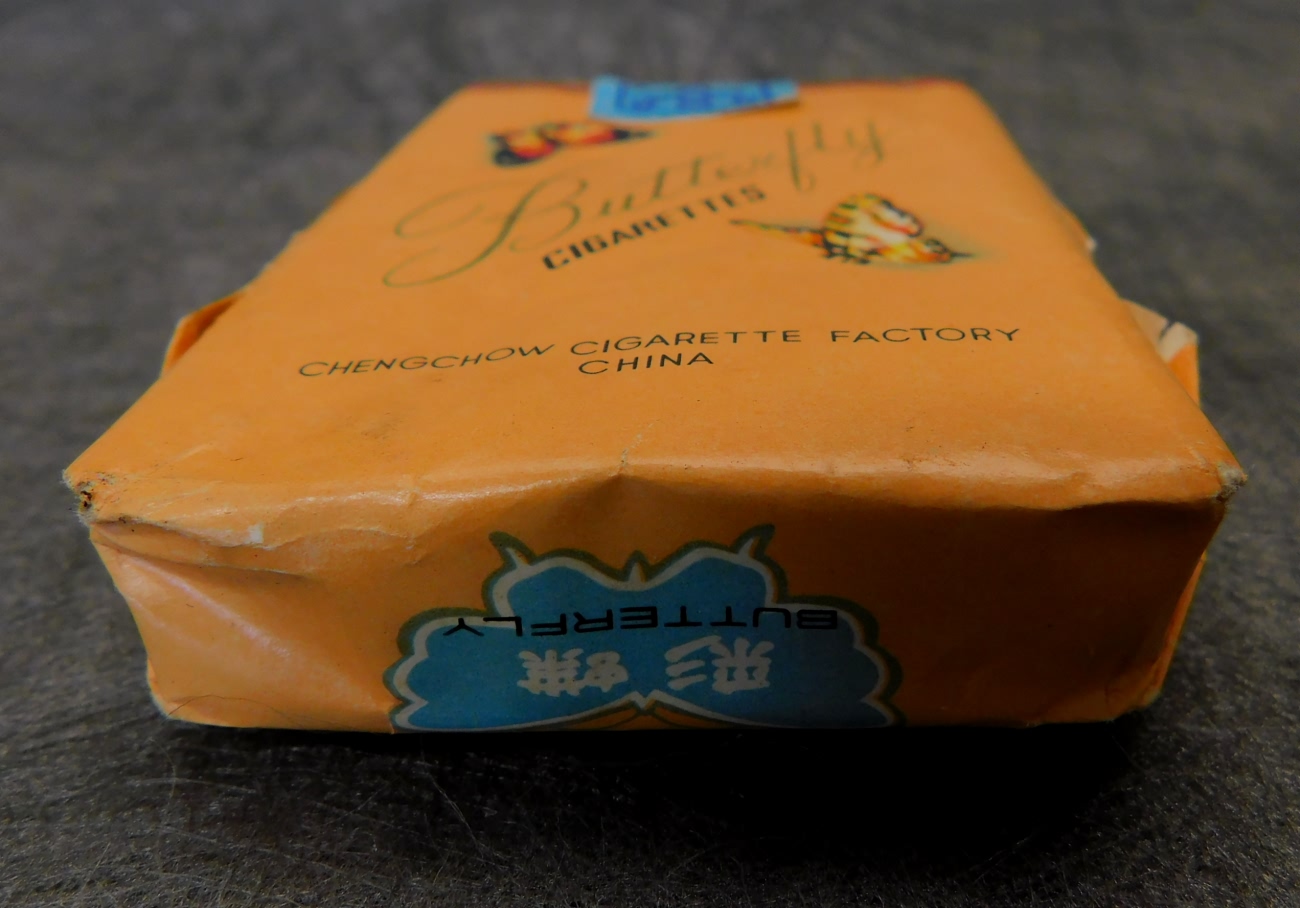 Butterfly
CIGARETTES
CHENGCHOW CIGARETTE FACTORY
CHINA
彩蝶
BUTTERFLY